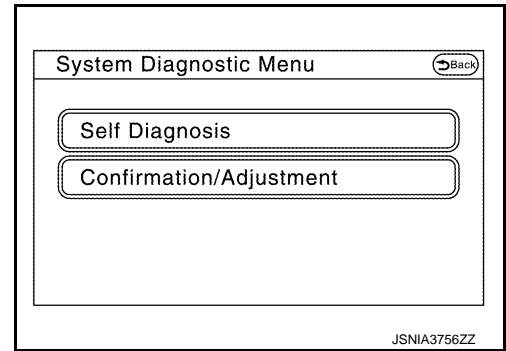 System Diagnostic Menu
Back
Self Diagnosis
Confirmation/Adjustment
JSNIA3756ZZ